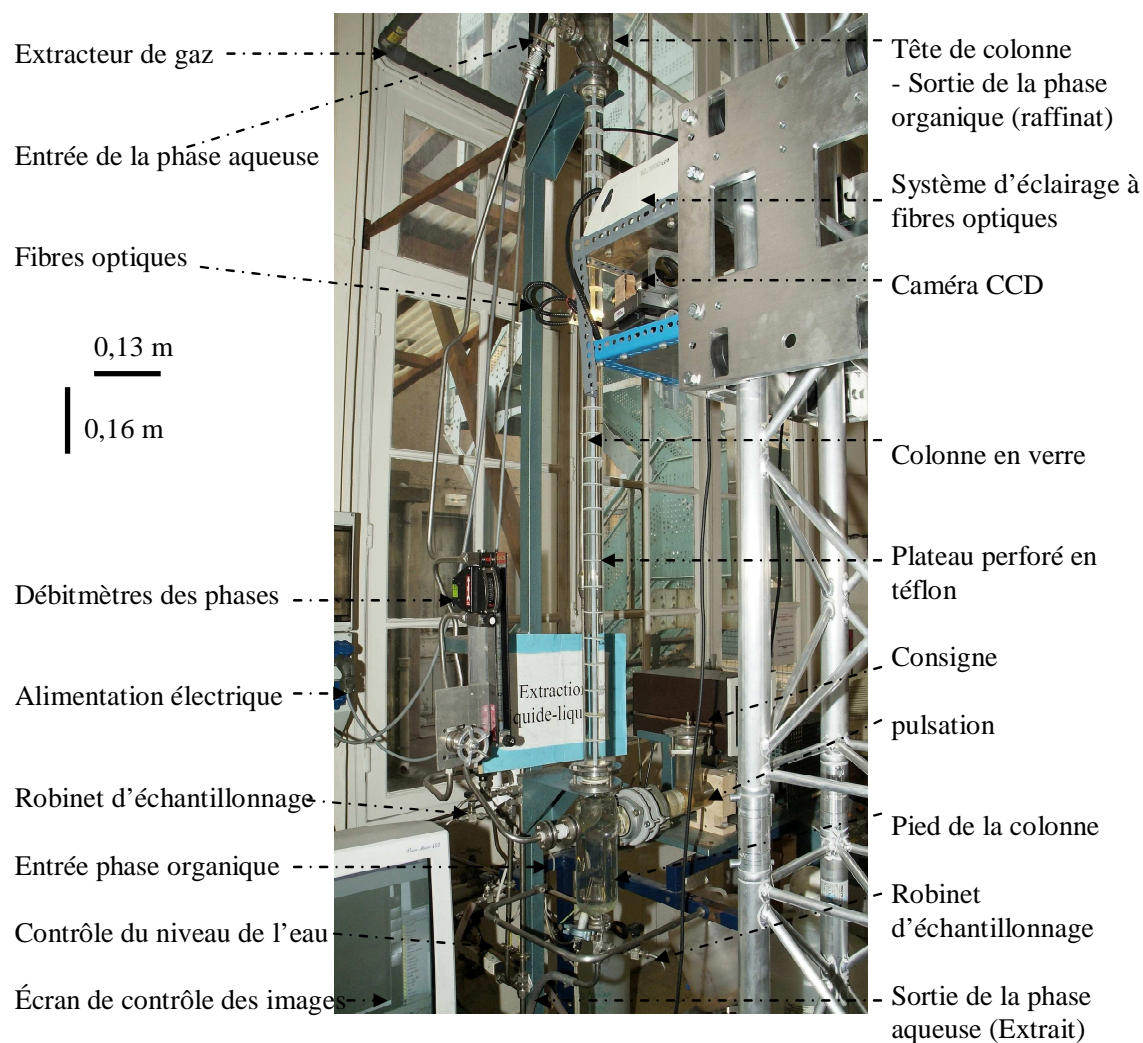 Extracteur de gaz
Entrée de la phase aqueuse
Fibres optiques
0,13 m
0,16 m
Débitmètres des phases
Alimentation électrique
Robinet d'échantillonnage
Entrée phase organique
Contrôle du niveau de l'eau
Écran de contrôle des images
Extraction
quide-liqu
Tête de colonne
- Sortie de la phase
organique (raffinat)
Système d'éclairage à
fibres optiques
Caméra CCD
Colonne en verre
Plateau perforé en
téflon
Consigne
pulsation
Pied de la colonne
Robinet
d'échantillonnage
Sortie de la phase
aqueuse (Extrait)